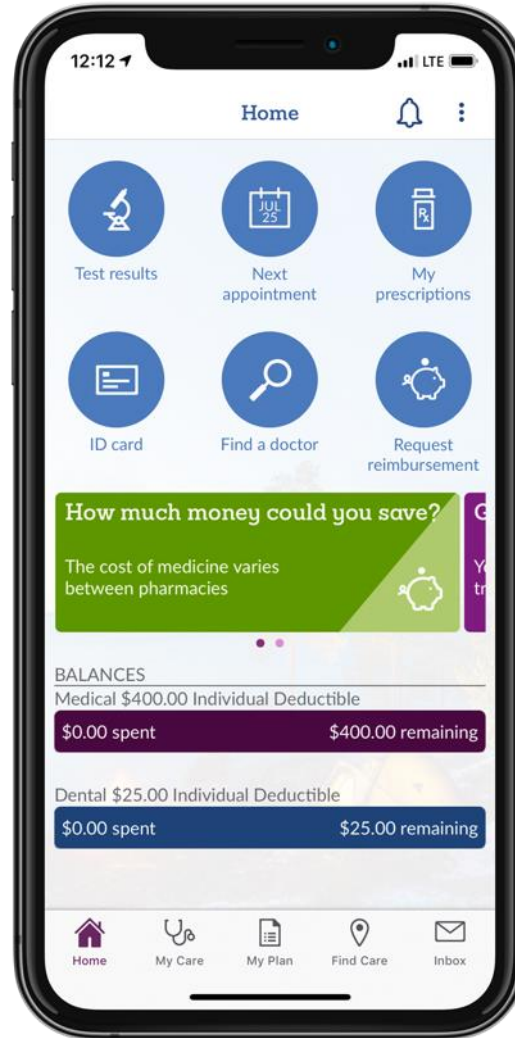 12:12
LTE
Home
JUL
25
Rx
Test results
Next
appointment
My
prescriptions
ID card
Find a doctor
Request
reimbursement
How much money could you save?
The cost of medicine varies
between pharmacies
G
Yo
tr
BALANCES
Medical $400.00 Individual Deductible
$0.00 spent
$400.00 remaining
Dental $25.00 Individual Deductible
$0.00 spent
$25.00 remaining
Home
My Care
My Plan
Find Care
Inbox